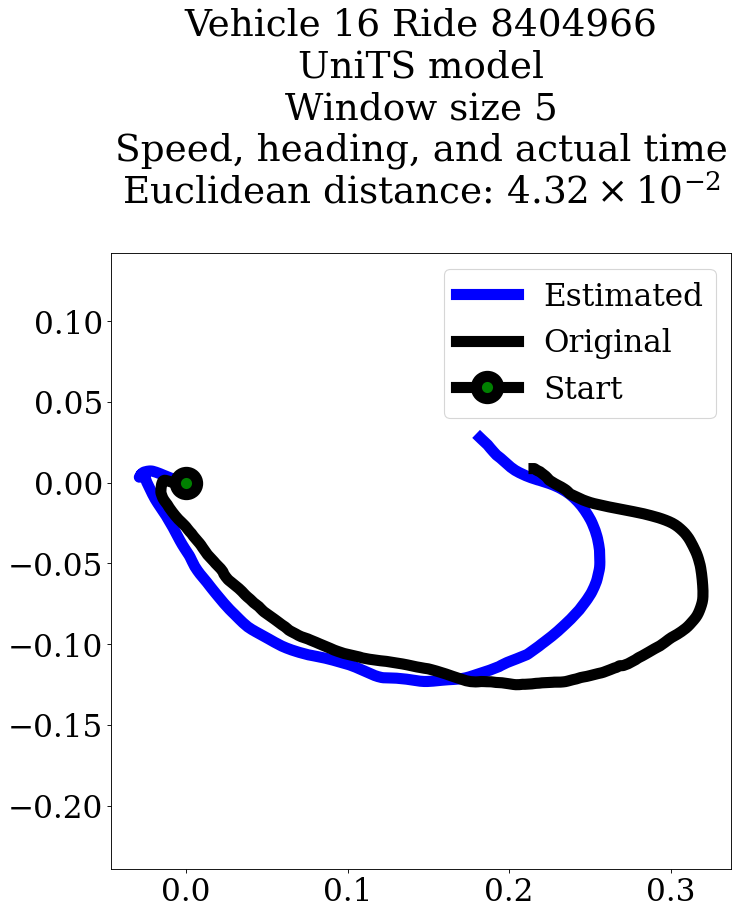 Vehicle 16 Ride 8404966
UniTS model
Window size 5
Speed, heading, and actual time
Euclidean distance: 4.32 × 10⁻²
Estimated
Original
Start
0.10
0.05
0.00
−0.05
−0.10
−0.15
−0.20
0.0 0.1 0.2 0.3